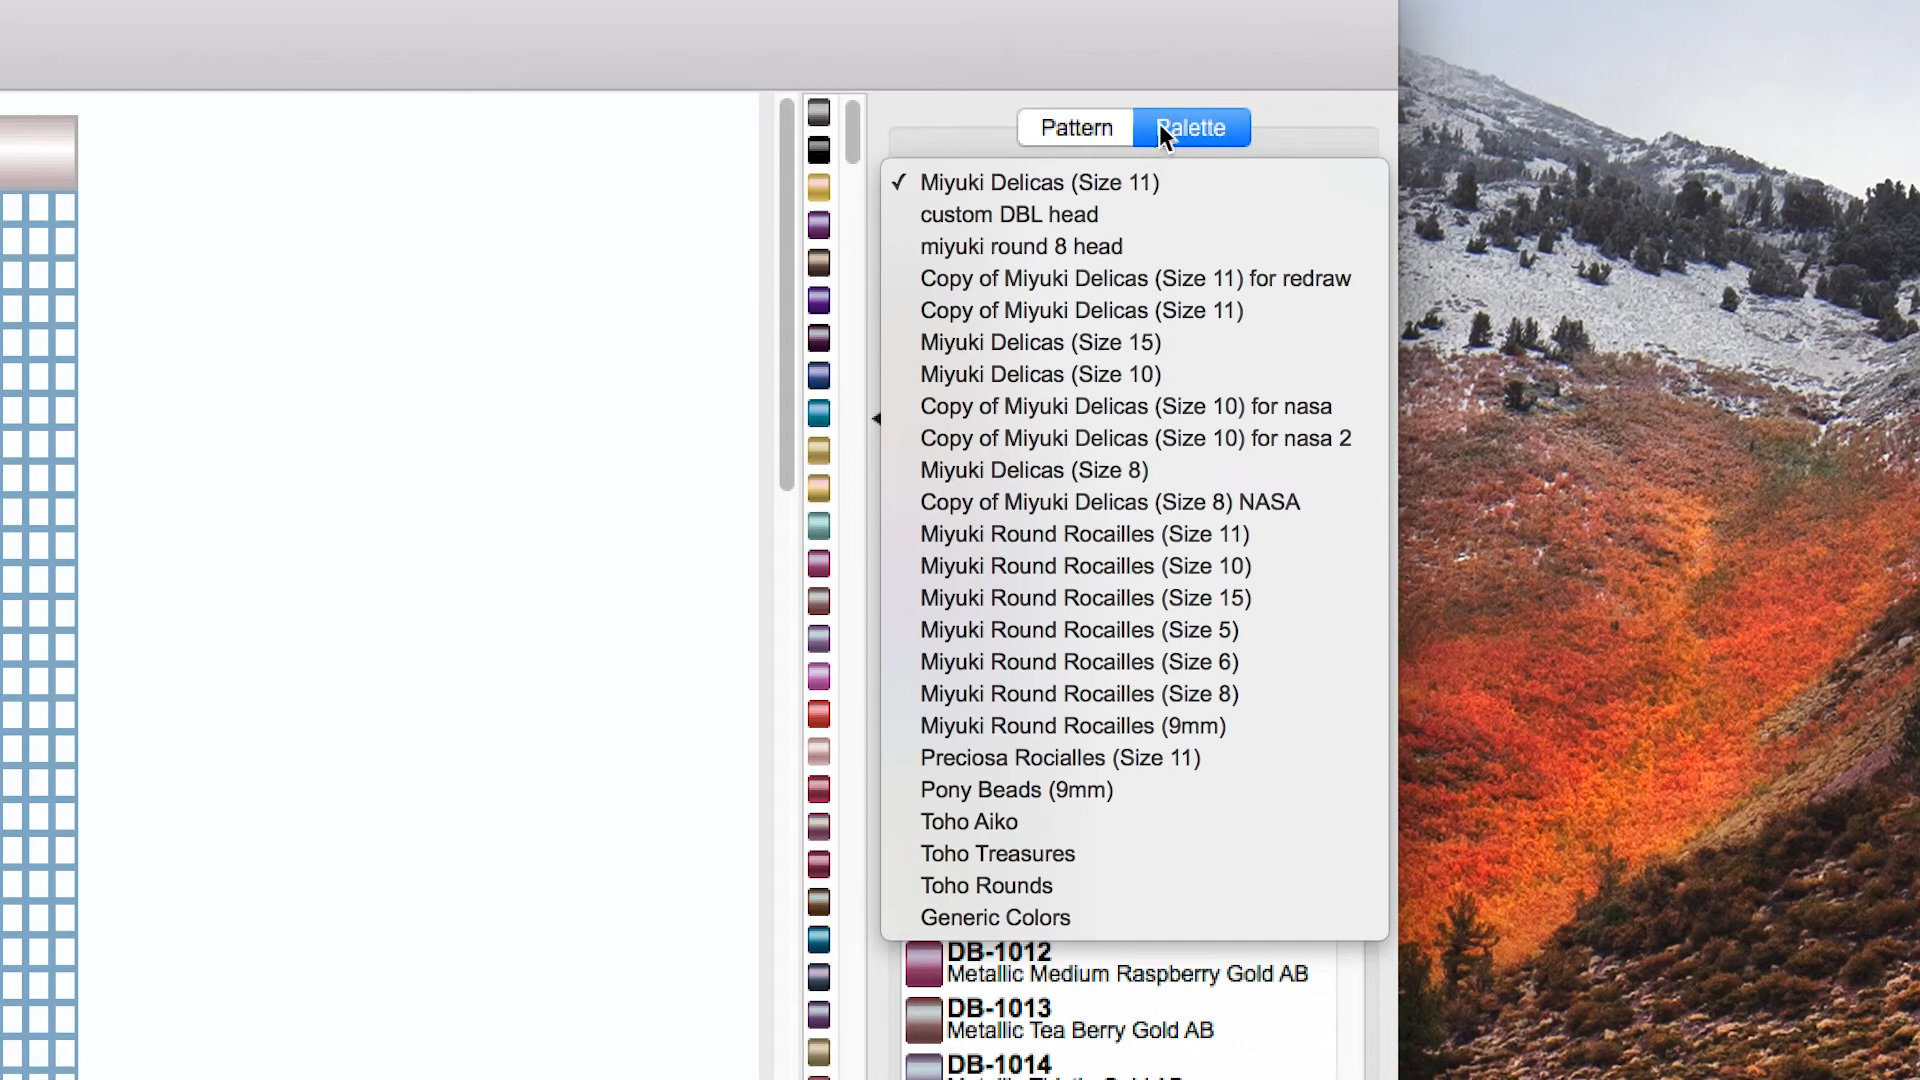 Pattern
Palette
✓ Miyuki Delicas (Size 11)
custom DBL head
miyuki round 8 head
Copy of Miyuki Delicas (Size 11) for redraw
Copy of Miyuki Delicas (Size 11)
Miyuki Delicas (Size 15)
Miyuki Delicas (Size 10)
Copy of Miyuki Delicas (Size 10) for nasa
Copy of Miyuki Delicas (Size 10) for nasa 2
Miyuki Delicas (Size 8)
Copy of Miyuki Delicas (Size 8) NASA
Miyuki Round Rocailles (Size 11)
Miyuki Round Rocailles (Size 10)
Miyuki Round Rocailles (Size 15)
Miyuki Round Rocailles (Size 5)
Miyuki Round Rocailles (Size 6)
Miyuki Round Rocailles (Size 8)
Miyuki Round Rocailles (9mm)
Preciosa Rocialles (Size 11)
Pony Beads (9mm)
Toho Aiko
Toho Treasures
Toho Rounds
Generic Colors
DB-1012
Metallic Medium Raspberry Gold AB
DB-1013
Metallic Tea Berry Gold AB
DB-1014